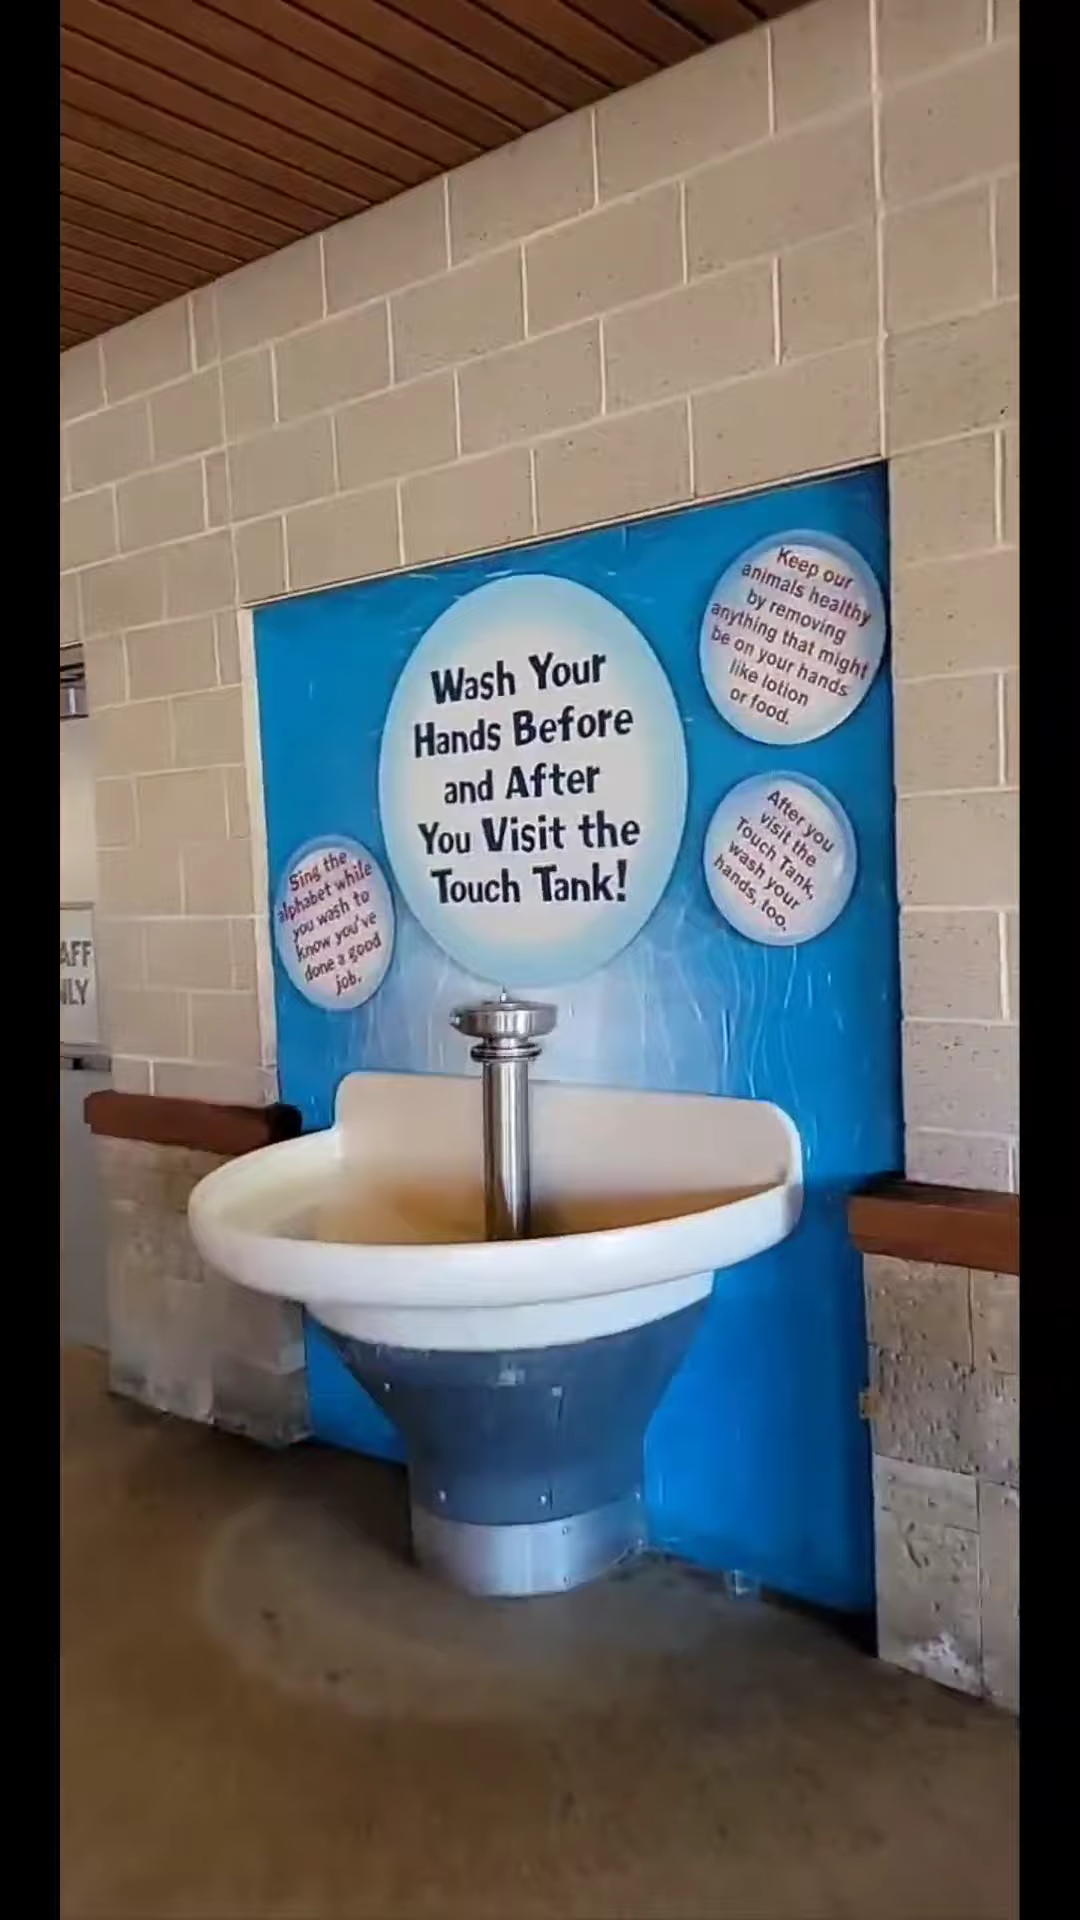 Wash Your
Hands Before
and After
You Visit the
Touch Tank!
Keep our
animals healthy
by removing
anything that might
be on your hands
like lotion
or food.
After you
visit the
Touch Tank,
wash your
hands, too.
Sing the
alphabet while
you wash to
know you've
done a good
job.
AFF
NLY